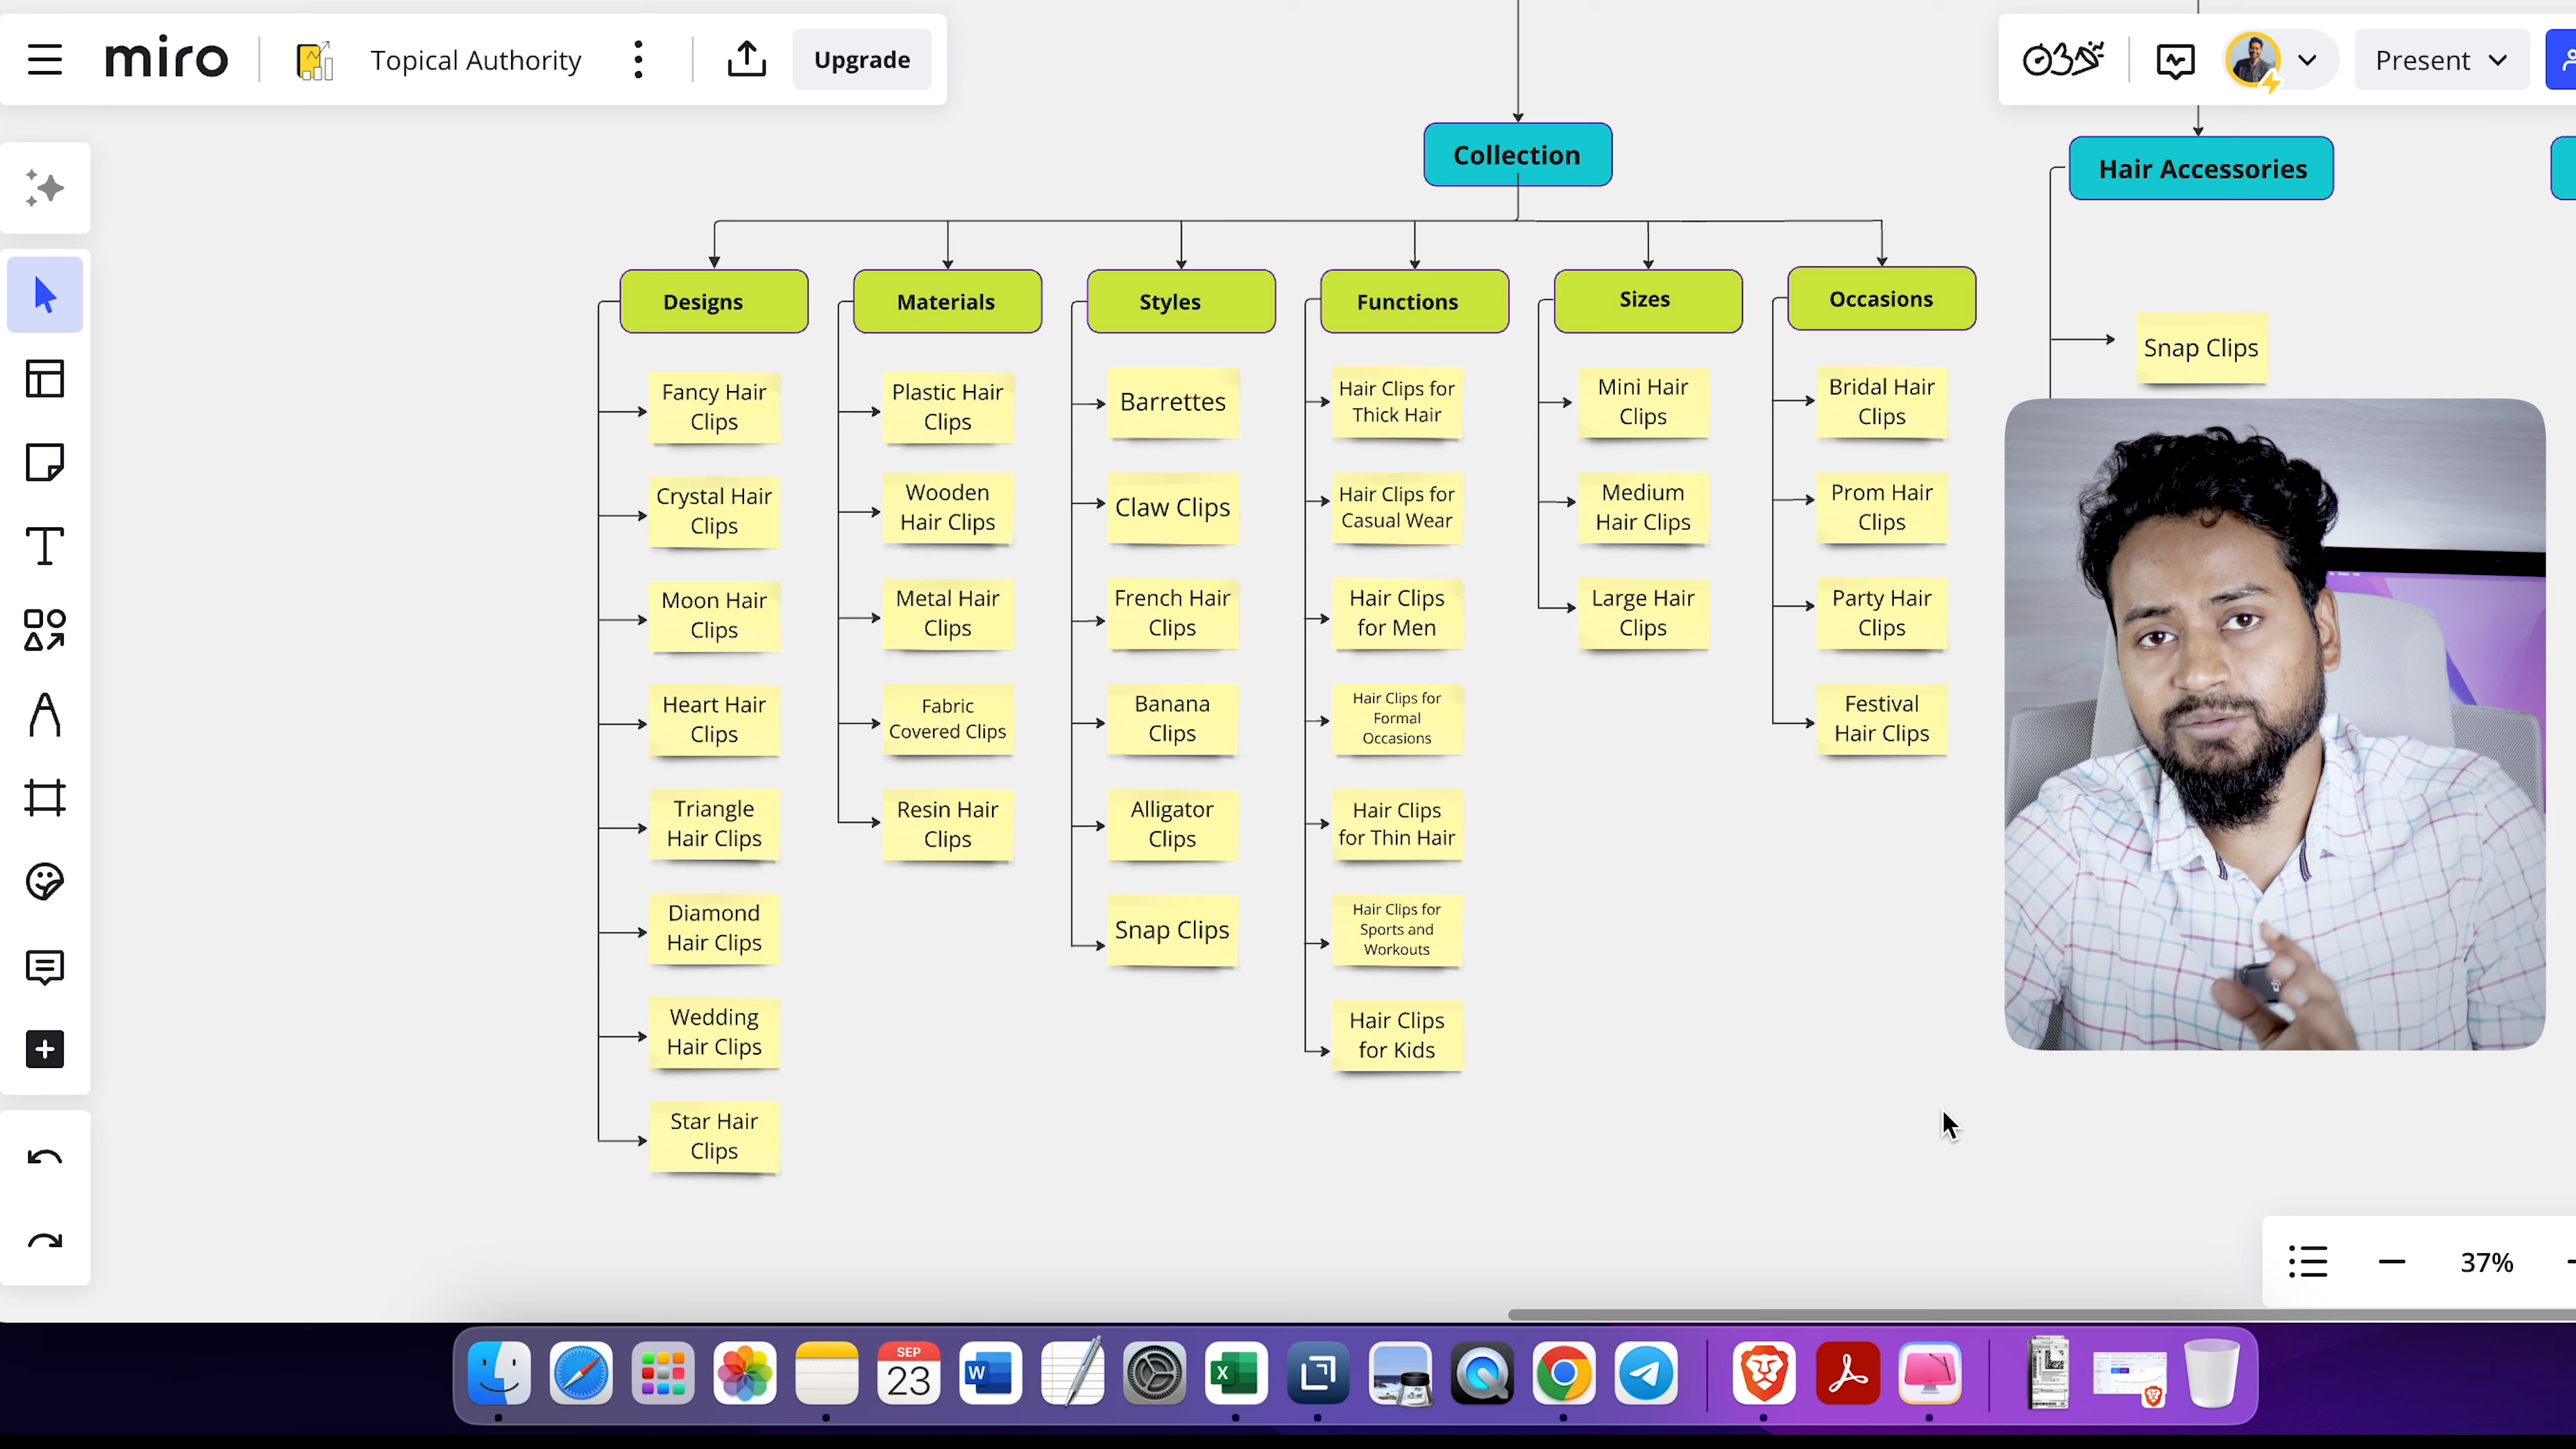 miro
Topical Authority
Upgrade
Present
Collection
Hair Accessories
Designs
Materials
Styles
Functions
Sizes
Occasions
Snap Clips
Fancy Hair
Clips
Crystal Hair
Clips
Moon Hair
Clips
Heart Hair
Clips
Triangle
Hair Clips
Diamond
Hair Clips
Wedding
Hair Clips
Star Hair
Clips
Plastic Hair
Clips
Wooden
Hair Clips
Metal Hair
Clips
Fabric
Covered Clips
Resin Hair
Clips
Barrettes
Claw Clips
French Hair
Clips
Banana
Clips
Alligator
Clips
Snap Clips
Hair Clips for
Thick Hair
Hair Clips for
Casual Wear
Hair Clips
for Men
Hair Clips for
Formal
Occasions
Hair Clips
for Thin Hair
Hair Clips for
Sports and
Workouts
Hair Clips
for Kids
Mini Hair
Clips
Medium
Hair Clips
Large Hair
Clips
Bridal Hair
Clips
Prom Hair
Clips
Party Hair
Clips
Festival
Hair Clips
37%
SEP
23
W
X